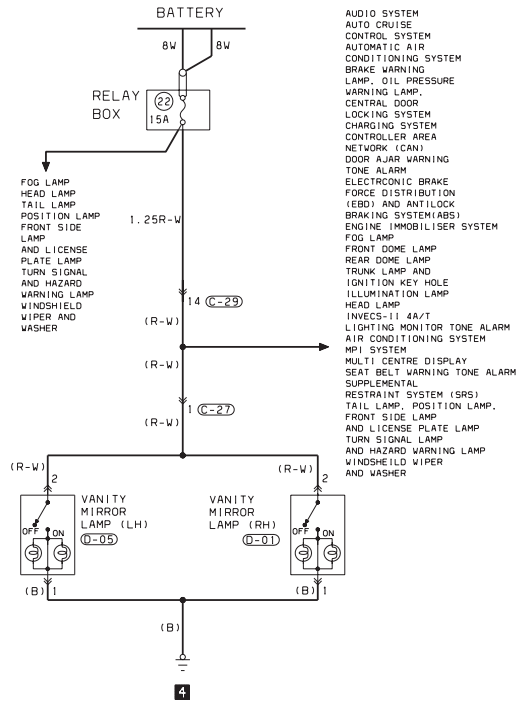 BATTERY
8W
8W
RELAY
BOX
22
15A
FOG LAMP
HEAD LAMP
TAIL LAMP
POSITION LAMP
FRONT SIDE
LAMP
AND LICENSE
PLATE LAMP
TURN SIGNAL
AND HAZARD
WARNING LAMP
WINDSHIELD
WIPER AND
WASHER
1.25R-W
14 C-29
(R-W)
(R-W)
1 C-27
(R-W)
AUDIO SYSTEM
AUTO CRUISE
CONTROL SYSTEM
AUTOMATIC AIR
CONDITIONING SYSTEM
BRAKE WARNING
LAMP, OIL PRESSURE
WARNING LAMP,
CENTRAL DOOR
LOCKING SYSTEM
CHARGING SYSTEM
CONTROLLER AREA
NETWORK (CAN)
DOOR AJAR WARNING
TONE ALARM
ELECTRCONIC BRAKE
FORCE DISTRIBUTION
(EBD) AND ANTILOCK
BRAKING SYSTEM(ABS)
ENGINE IMMOBILISER SYSTEM
FOG LAMP
FRONT DOME LAMP
REAR DOME LAMP
TRUNK LAMP AND
IGNITION KEY HOLE
ILLUMINATION LAMP
HEAD LAMP
INVECS-II 4A/T
LIGHTING MONITOR TONE ALARM
AIR CONDITIONING SYSTEM
MPI SYSTEM
MULTI CENTRE DISPLAY
SEAT BELT WARNING TONE ALARM
SUPPLEMENTAL
RESTRAINT SYSTEM (SRS)
TAIL LAMP, POSITION LAMP,
FRONT SIDE LAMP
AND LICENSE PLATE LAMP
TURN SIGNAL LAMP
AND HAZARD WARNING LAMP
WINDSHEILD WIPER
AND WASHER
(R-W)
2
OFF
ON
VANITY
MIRROR
LAMP (LH)
D-05
(B) 1
VANITY
MIRROR
LAMP (RH)
D-01
(R-W)
2
OFF
ON
(B) 1
(B)
4